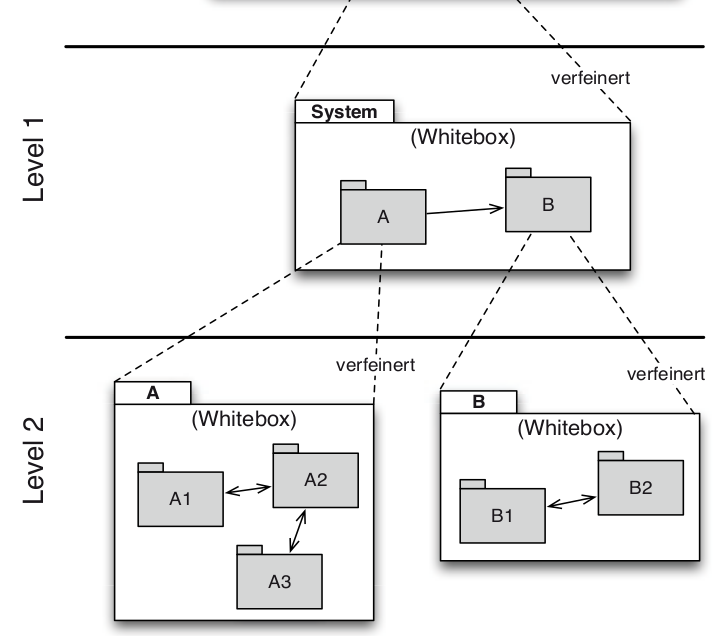 verfeinert
Level 1
System
(Whitebox)
A
B
verfeinert
verfeinert
Level 2
A
(Whitebox)
A1
A2
A3
B
(Whitebox)
B1
B2